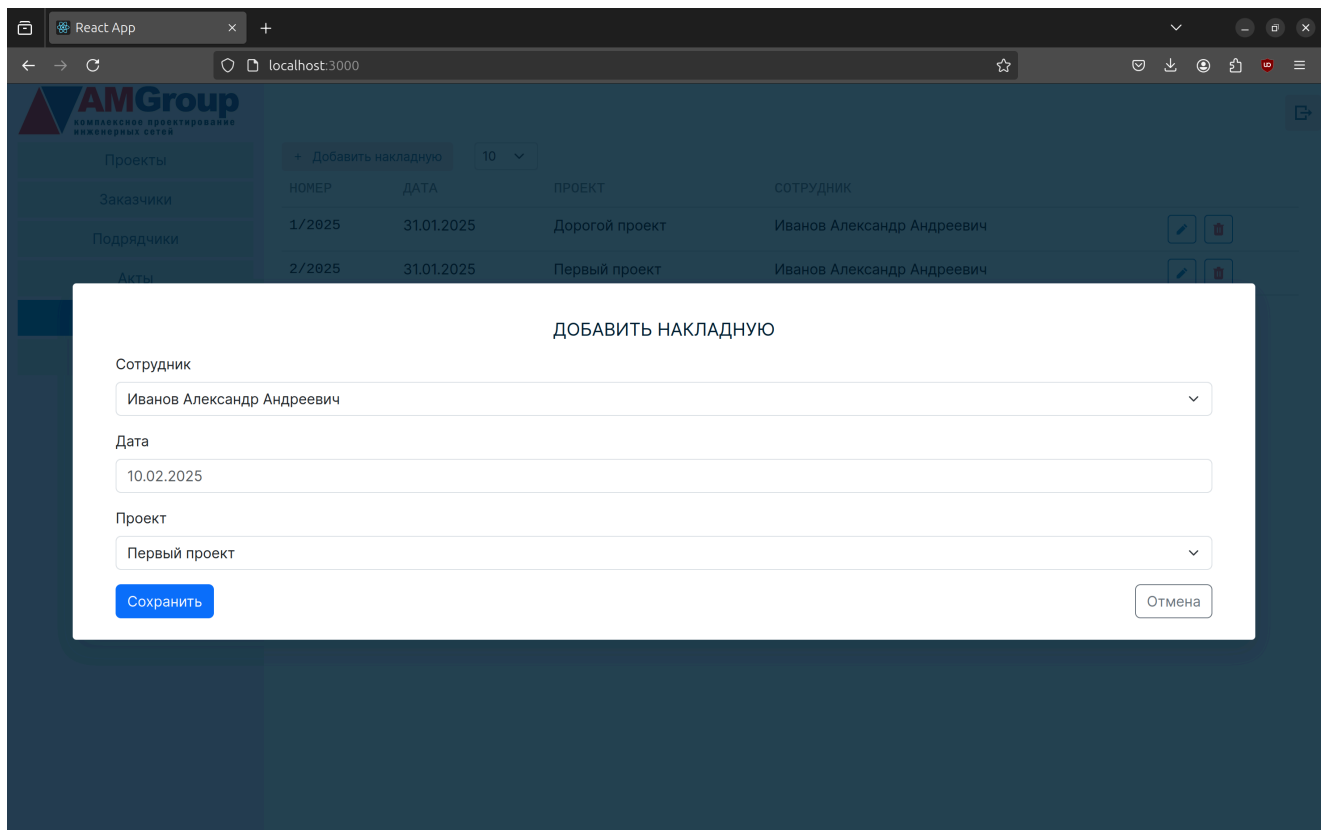 React App
localhost:3000
AMGroup
комплексное проектирование
инженерных сетей
Проекты
Заказчики
Подрядчики
Акты
+ Добавить накладную 10
НОМЕР ДАТА ПРОЕКТ СОТРУДНИК
1/2025 31.01.2025 Дорогой проект Иванов Александр Андреевич
2/2025 31.01.2025 Первый проект Иванов Александр Андреевич
ДОБАВИТЬ НАКЛАДНУЮ
Сотрудник
Иванов Александр Андреевич
Дата
10.02.2025
Проект
Первый проект
Сохранить Отмена